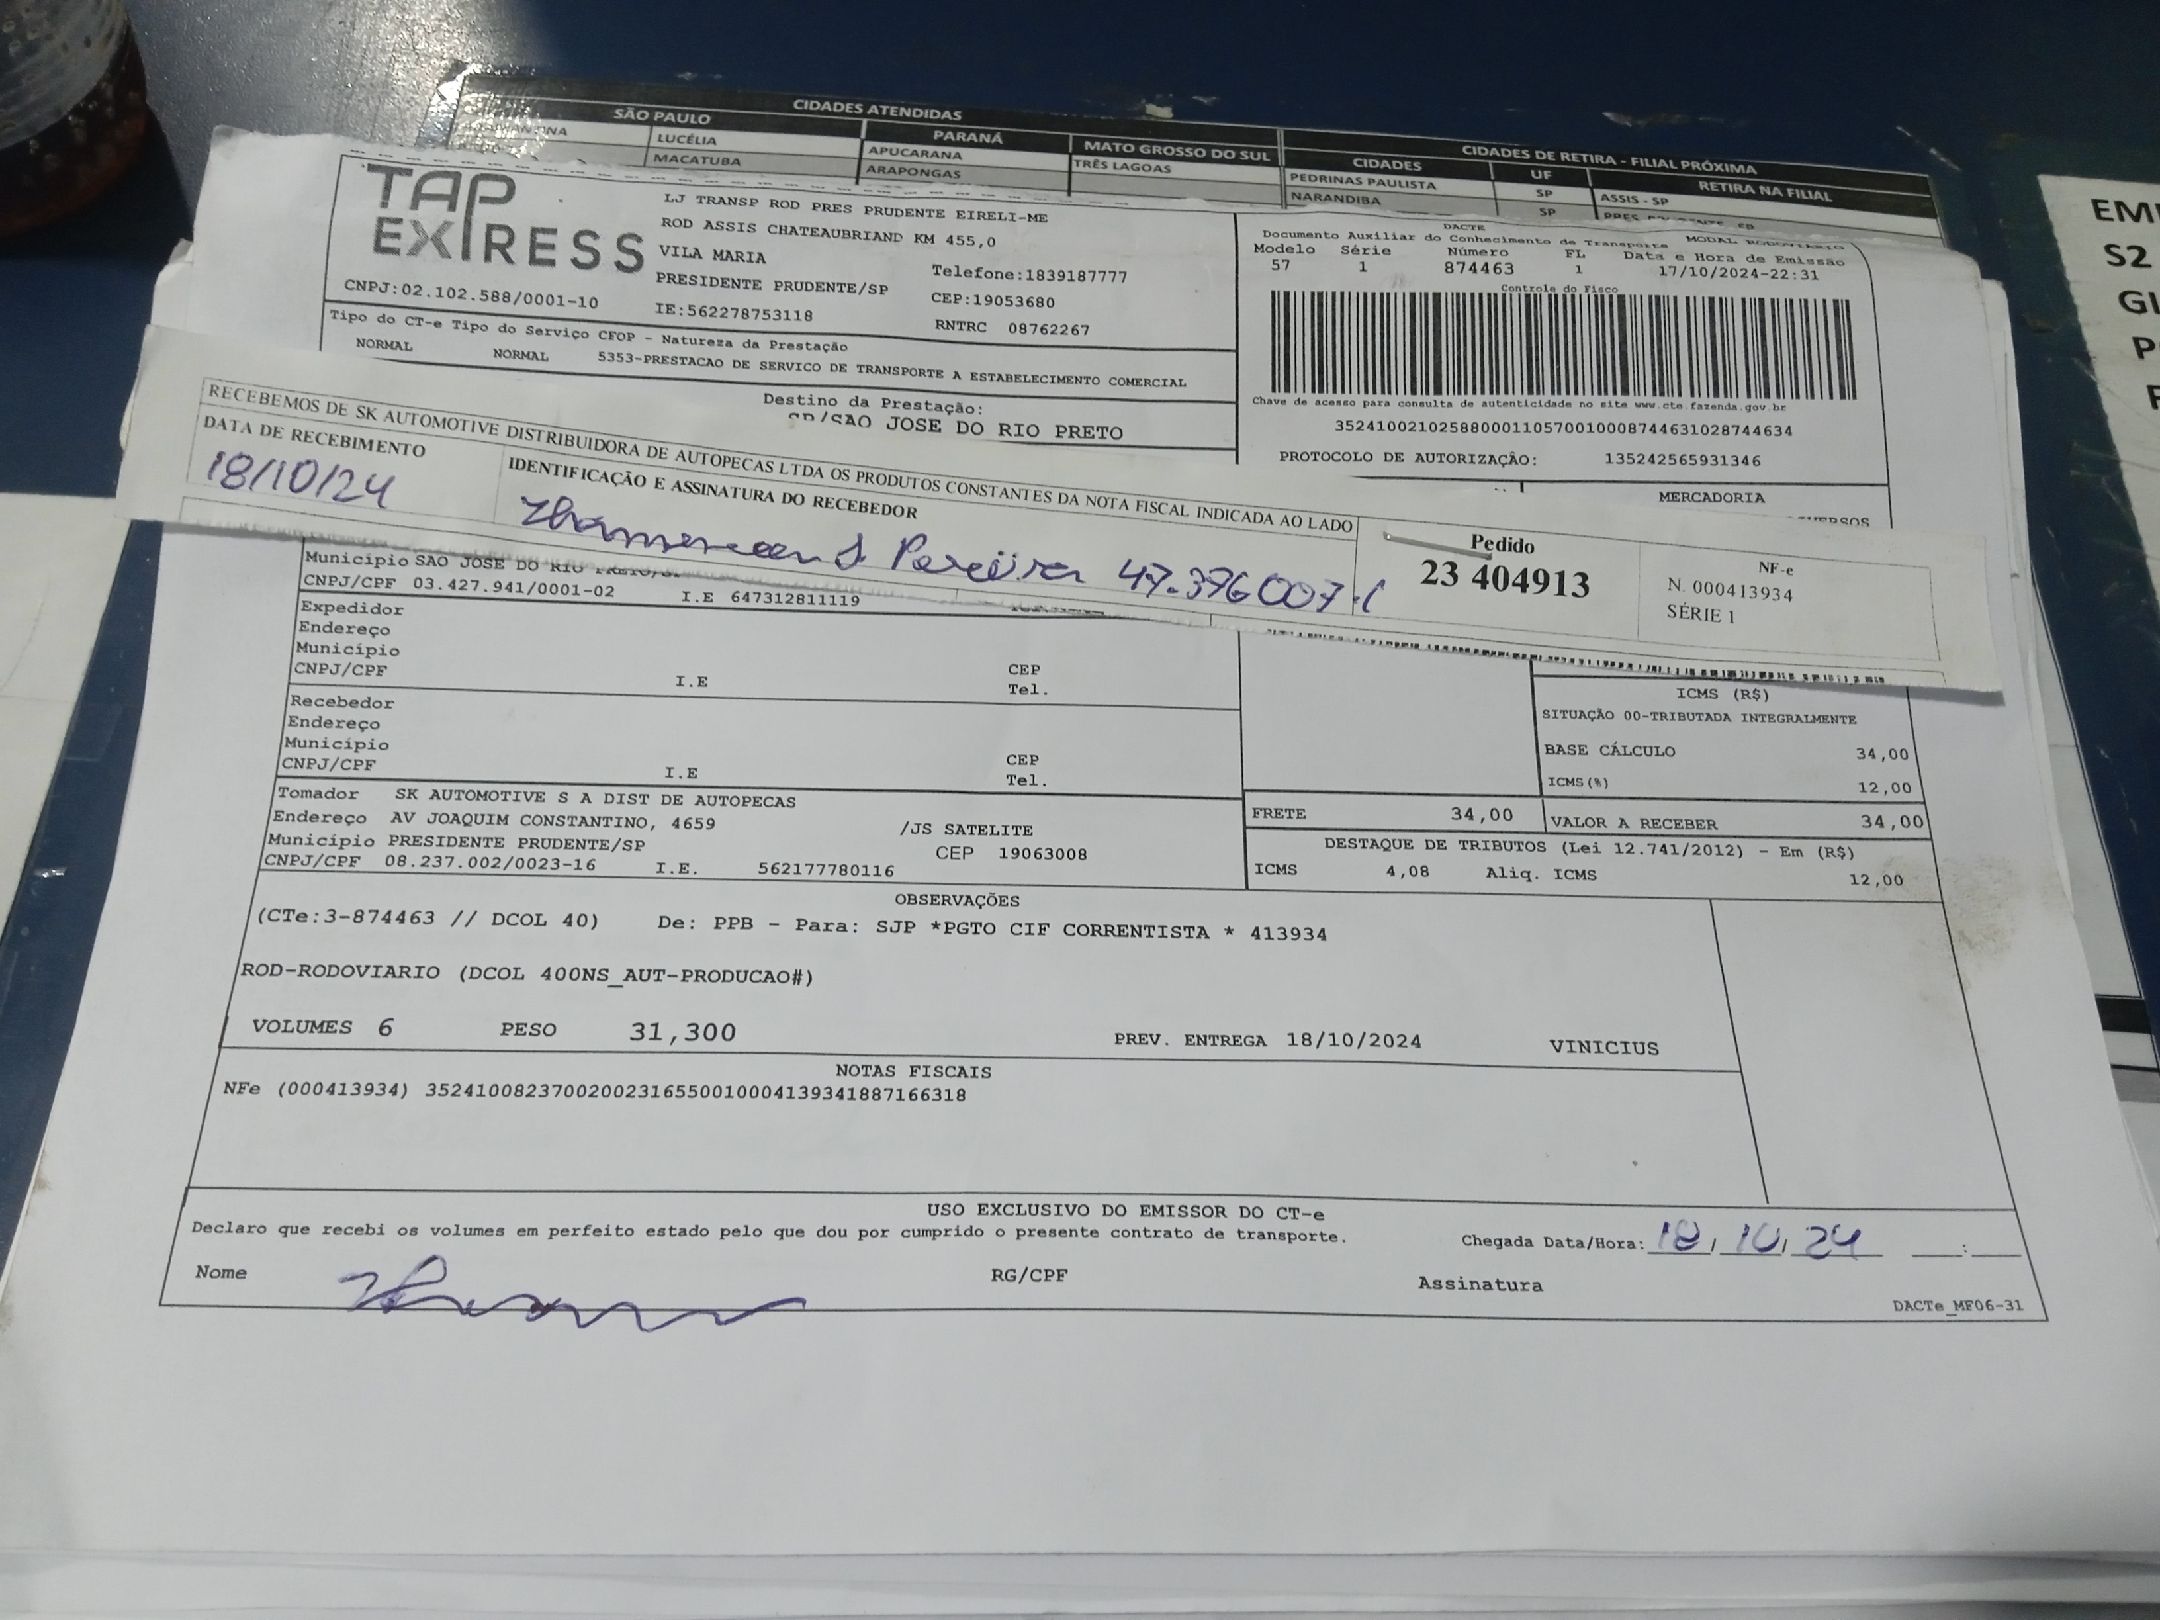 CIDADES ATENDIDAS
SÃO PAULO
PARANÁ
MATO GROSSO DO SUL
LUCÉLIA
APUCARANA
TRÊS LAGOAS
MACATUBA
ARAPONGAS
CIDADES DE RETIRA - FILIAL PRÓXIMA
CIDADES UF RETIRA NA FILIAL
PEDRINAS PAULISTA SP ASSIS - SP
NARANDIBA SP
TAP EXPRESS
CNPJ:02.102.588/0001-10
LJ TRANSP ROD PRES PRUDENTE EIRELI-ME
ROD ASSIS CHATEAUBRIAND KM 455,0
VILA MARIA
Telefone:1839187777
PRESIDENTE PRUDENTE/SP
CEP:19053680
IE:562278753118
RNTRC 08762267
DACTE
Documento Auxiliar do Conhecimento de Transporte MODAL RODOVIÁRIO
Modelo Série Número FL Data e Hora de Emissão
57 1 874463 1 17/10/2024-22:31
Controle do Fisco
Chave de acesso para consulta de autenticidade no site www.cte.fazenda.gov.br
35241002102588000110570010008744631028744634
PROTOCOLO DE AUTORIZAÇÃO: 135242565931346
Tipo do CT-e Tipo do Serviço CFOP - Natureza da Prestação
NORMAL NORMAL 5353-PRESTACAO DE SERVICO DE TRANSPORTE A ESTABELECIMENTO COMERCIAL
Destino da Prestação:
SP/SAO JOSE DO RIO PRETO
MERCADORIA
RECEBEMOS DE SK AUTOMOTIVE DISTRIBUIDORA DE AUTOPECAS LTDA OS PRODUTOS CONSTANTES DA NOTA FISCAL INDICADA AO LADO
DATA DE RECEBIMENTO
18/10/24
IDENTIFICAÇÃO E ASSINATURA DO RECEBEDOR
Pedido
23 404913
NF-e
N. 000413934
SÉRIE 1
Município SAO JOSE DO RIO
CNPJ/CPF 03.427.941/0001-02 I.E 647312811119
Expedidor
Endereço
Município CEP
CNPJ/CPF I.E Tel.
Recebedor
Endereço
Município CEP
CNPJ/CPF I.E Tel.
ICMS (R$)
SITUAÇÃO 00-TRIBUTADA INTEGRALMENTE
BASE CÁLCULO 34,00
ICMS(%) 12,00
Tomador SK AUTOMOTIVE S A DIST DE AUTOPECAS
Endereço AV JOAQUIM CONSTANTINO, 4659 /JS SATELITE
Município PRESIDENTE PRUDENTE/SP CEP 19063008
CNPJ/CPF 08.237.002/0023-16 I.E. 562177780116
FRETE 34,00 VALOR A RECEBER 34,00
DESTAQUE DE TRIBUTOS (Lei 12.741/2012) - Em (R$)
ICMS 4,08 Aliq. ICMS 12,00
OBSERVAÇÕES
(CTe:3-874463 // DCOL 40) De: PPB - Para: SJP *PGTO CIF CORRENTISTA * 413934
ROD-RODOVIARIO (DCOL 400NS_AUT-PRODUCAO#)
VOLUMES 6 PESO 31,300 PREV. ENTREGA 18/10/2024 VINICIUS
NOTAS FISCAIS
NFe (000413934) 35241008237002002316550010004139341887166318
USO EXCLUSIVO DO EMISSOR DO CT-e
Declaro que recebi os volumes em perfeito estado pelo que dou por cumprido o presente contrato de transporte.
Chegada Data/Hora: 18, 10, 24
Nome RG/CPF Assinatura
DACTe_MF06-31